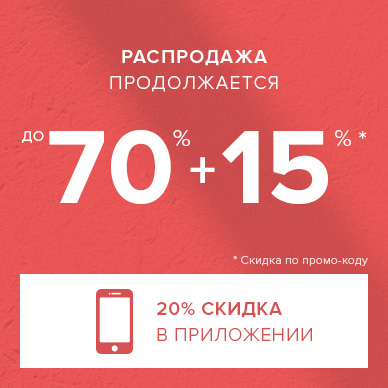 РАСПРОДАЖА
ПРОДОЛЖАЕТСЯ
ДО 70% + 15% *
* Скидка по промо-коду
20% СКИДКА
В ПРИЛОЖЕНИИ